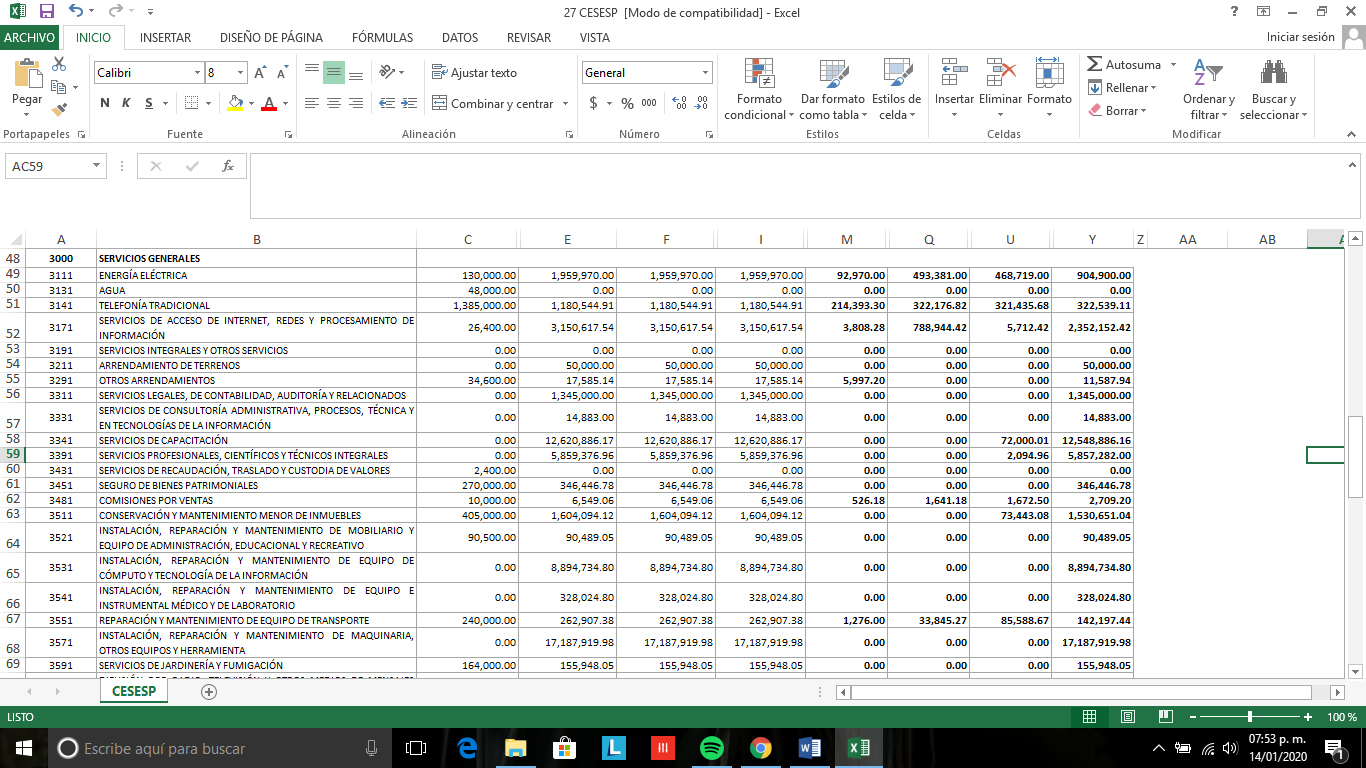 27 CESESP [Modo de compatibilidad] - Excel
ARCHIVO INICIO INSERTAR DISEÑO DE PÁGINA FÓRMULAS DATOS REVISAR VISTA Iniciar sesión
Pegar Calibri 8 Ajustar texto General Formato condicional Dar formato como tabla Estilos de celda Insertar Eliminar Formato Autosuma Rellenar Borrar Ordenar y filtrar Buscar y seleccionar
N K S Combinar y centrar $ % 000
Portapapeles Fuente Alineación Número Estilos Celdas Modificar
AC59 fx
A B C E F I M Q U Y Z AA AB
48 3000 SERVICIOS GENERALES
49 3111 ENERGÍA ELÉCTRICA 130,000.00 1,959,970.00 1,959,970.00 1,959,970.00 92,970.00 493,381.00 468,719.00 904,900.00
50 3131 AGUA 48,000.00 0.00 0.00 0.00 0.00 0.00 0.00 0.00
51 3141 TELEFONÍA TRADICIONAL 1,385,000.00 1,180,544.91 1,180,544.91 1,180,544.91 214,393.30 322,176.82 321,435.68 322,539.11
52 3171 SERVICIOS DE ACCESO DE INTERNET, REDES Y PROCESAMIENTO DE
INFORMACIÓN 26,400.00 3,150,617.54 3,150,617.54 3,150,617.54 3,808.28 788,944.42 5,712.42 2,352,152.42
53 3191 SERVICIOS INTEGRALES Y OTROS SERVICIOS 0.00 0.00 0.00 0.00 0.00 0.00 0.00 0.00
54 3211 ARRENDAMIENTO DE TERRENOS 0.00 50,000.00 50,000.00 50,000.00 0.00 0.00 0.00 50,000.00
55 3291 OTROS ARRENDAMIENTOS 34,600.00 17,585.14 17,585.14 17,585.14 5,997.20 0.00 0.00 11,587.94
56 3311 SERVICIOS LEGALES, DE CONTABILIDAD, AUDITORÍA Y RELACIONADOS 0.00 1,345,000.00 1,345,000.00 1,345,000.00 0.00 0.00 0.00 1,345,000.00
57 3331 SERVICIOS DE CONSULTORÍA ADMINISTRATIVA, PROCESOS, TÉCNICA Y
EN TECNOLOGÍAS DE LA INFORMACIÓN 0.00 14,883.00 14,883.00 14,883.00 0.00 0.00 0.00 14,883.00
58 3341 SERVICIOS DE CAPACITACIÓN 0.00 12,620,886.17 12,620,886.17 12,620,886.17 0.00 0.00 72,000.01 12,548,886.16
59 3391 SERVICIOS PROFESIONALES, CIENTÍFICOS Y TÉCNICOS INTEGRALES 0.00 5,859,376.96 5,859,376.96 5,859,376.96 0.00 0.00 2,094.96 5,857,282.00
60 3431 SERVICIOS DE RECAUDACIÓN, TRASLADO Y CUSTODIA DE VALORES 2,400.00 0.00 0.00 0.00 0.00 0.00 0.00 0.00
61 3451 SEGURO DE BIENES PATRIMONIALES 270,000.00 346,446.78 346,446.78 346,446.78 0.00 0.00 0.00 346,446.78
62 3481 COMISIONES POR VENTAS 10,000.00 6,549.06 6,549.06 6,549.06 526.18 1,641.18 1,672.50 2,709.20
63 3511 CONSERVACIÓN Y MANTENIMIENTO MENOR DE INMUEBLES 405,000.00 1,604,094.12 1,604,094.12 1,604,094.12 0.00 0.00 73,443.08 1,530,651.04
64 3521 INSTALACIÓN, REPARACIÓN Y MANTENIMIENTO DE MOBILIARIO Y
EQUIPO DE ADMINISTRACIÓN, EDUCACIONAL Y RECREATIVO 90,500.00 90,489.05 90,489.05 90,489.05 0.00 0.00 0.00 90,489.05
65 3531 INSTALACIÓN, REPARACIÓN Y MANTENIMIENTO DE EQUIPO DE
CÓMPUTO Y TECNOLOGÍA DE LA INFORMACIÓN 0.00 8,894,734.80 8,894,734.80 8,894,734.80 0.00 0.00 0.00 8,894,734.80
66 3541 INSTALACIÓN, REPARACIÓN Y MANTENIMIENTO DE EQUIPO E
INSTRUMENTAL MÉDICO Y DE LABORATORIO 0.00 328,024.80 328,024.80 328,024.80 0.00 0.00 0.00 328,024.80
67 3551 REPARACIÓN Y MANTENIMIENTO DE EQUIPO DE TRANSPORTE 240,000.00 262,907.38 262,907.38 262,907.38 1,276.00 33,845.27 85,588.67 142,197.44
68 3571 INSTALACIÓN, REPARACIÓN Y MANTENIMIENTO DE MAQUINARIA,
OTROS EQUIPOS Y HERRAMIENTA 0.00 17,187,919.98 17,187,919.98 17,187,919.98 0.00 0.00 0.00 17,187,919.98
69 3591 SERVICIOS DE JARDINERÍA Y FUMIGACIÓN 164,000.00 155,948.05 155,948.05 155,948.05 0.00 0.00 0.00 155,948.05
CESESP
LISTO 100 %
Escribe aquí para buscar 07:53 p. m.
14/01/2020